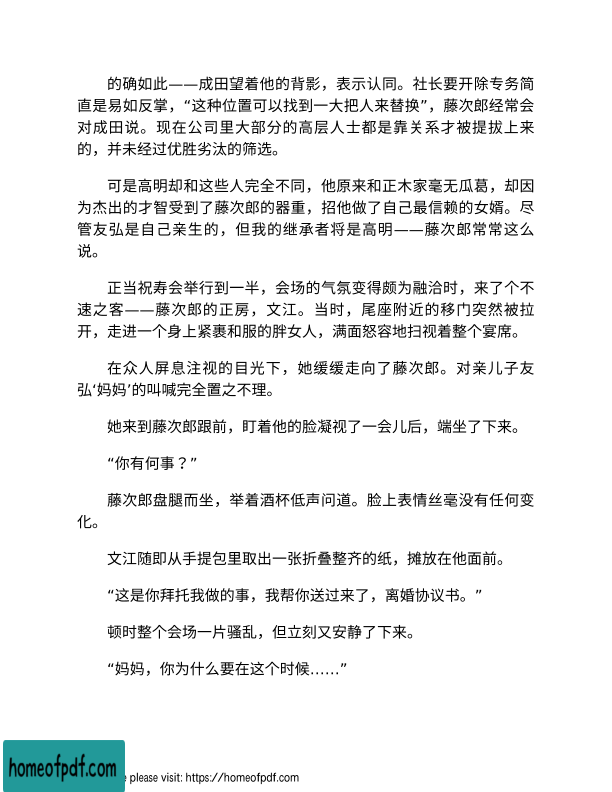 的确如此——成田望着他的背影，表示认同。社长要开除专务简
直是易如反掌，“这种位置可以找到一大把人来替换”，藤次郎经常会
对成田说。现在公司里大部分的高层人士都是靠关系才被提拔上来
的，并未经过优胜劣汰的筛选。
可是高明却和这些人完全不同，他原来和正木家毫无瓜葛，却因
为杰出的才智受到了藤次郎的器重，招他做了自己最信赖的女婿。尽
管友弘是自己亲生的，但我的继承者将是高明——藤次郎常常这么
说。
正当祝寿会举行到一半，会场的气氛变得颇为融洽时，来了个不
速之客——藤次郎的正房，文江。当时，尾座附近的移门突然被拉
开，走进一个身上紧裹和服的胖女人，满面怒容地扫视着整个宴席。
在众人屏息注视的目光下，她缓缓走向了藤次郎。对亲儿子友
弘‘妈妈’的叫喊完全置之不理。
她来到藤次郎跟前，盯着他的脸凝视了一会儿后，端坐了下来。
“你有何事？”
藤次郎盘腿而坐，举着酒杯低声问道。脸上表情丝毫没有任何变
化。
文江随即从手提包里取出一张折叠整齐的纸，摊放在他面前。
“这是你拜托我做的事，我帮你送过来了，离婚协议书。”
顿时整个会场一片骚乱，但立刻又安静了下来。
“妈妈，你为什么要在这个时候……”
homeofpdf.com
please visit: https://homeofpdf.com